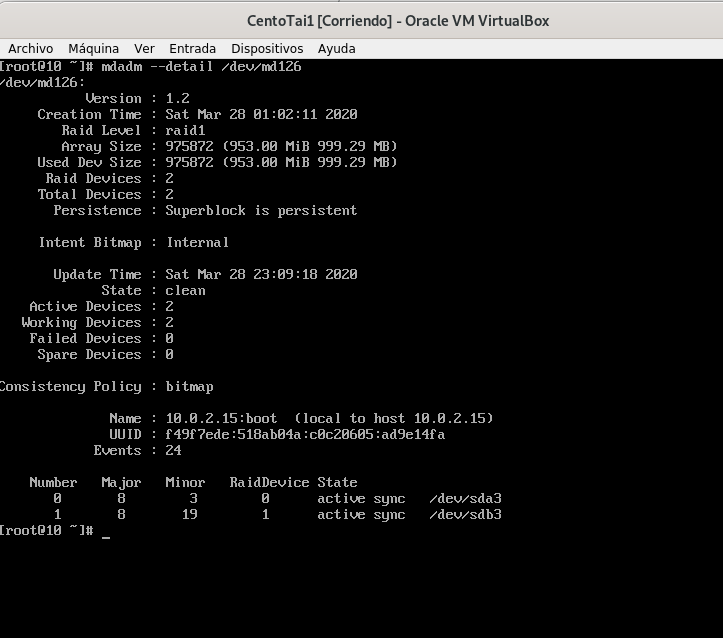 CentoTai1 [Corriendo] - Oracle VM VirtualBox
Archivo Máquina Ver Entrada Dispositivos Ayuda
[root@10 ~]# mdadm --detail /dev/md126
/dev/md126:
Version : 1.2
Creation Time : Sat Mar 28 01:02:11 2020
Raid Level : raid1
Array Size : 975872 (953.00 MiB 999.29 MB)
Used Dev Size : 975872 (953.00 MiB 999.29 MB)
Raid Devices : 2
Total Devices : 2
Persistence : Superblock is persistent
Intent Bitmap : Internal
Update Time : Sat Mar 28 23:09:18 2020
State : clean
Active Devices : 2
Working Devices : 2
Failed Devices : 0
Spare Devices : 0
Consistency Policy : bitmap
Name : 10.0.2.15:boot (local to host 10.0.2.15)
UUID : f49f7ede:518ab04a:c0c20605:ad9e14fa
Events : 24
Number Major Minor RaidDevice State
0 8 3 0 active sync /dev/sda3
1 8 19 1 active sync /dev/sdb3
[root@10 ~]# _